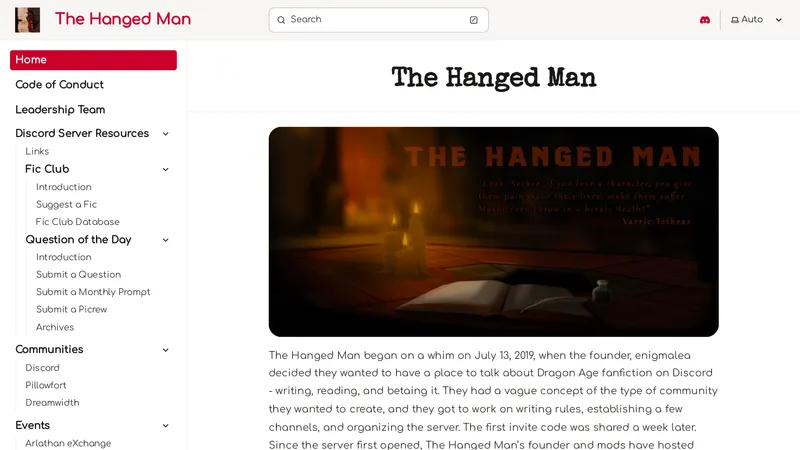 The Hanged Man
Search
Auto
Home
Code of Conduct
Leadership Team
Discord Server Resources
Links
Fic Club
Introduction
Suggest a Fic
Fic Club Database
Question of the Day
Introduction
Submit a Question
Submit a Monthly Prompt
Submit a Picrew
Archives
Communities
Discord
Pillowfort
Dreamwidth
Events
Arlathan eXchange
The Hanged Man
THE HANGED MAN
"Look, Seeker, if you love a character, you give
them pain, make their lives, make them suffer.
Maybe even throw in a heroic death!"
Varric Tethras
The Hanged Man began on a whim on July 13, 2019, when the founder, enigmalea
decided they wanted to have a place to talk about Dragon Age fanfiction on Discord
- writing, reading, and betaing it. They had a vague concept of the type of community
they wanted to create, and they got to work on writing rules, establishing a few
channels, and organizing the server. The first invite code was shared a week later.
Since the server first opened, The Hanged Man's founder and mods have hosted